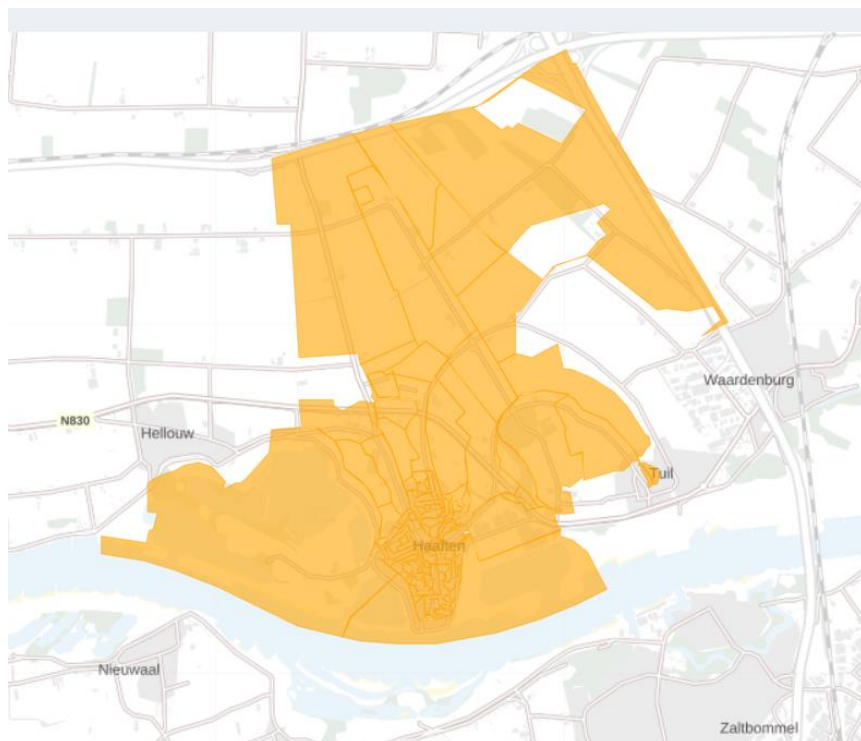 Waardenburg
N830
Hellouw
Tuil
Haaften
Nieuwaal
Zaltbommel